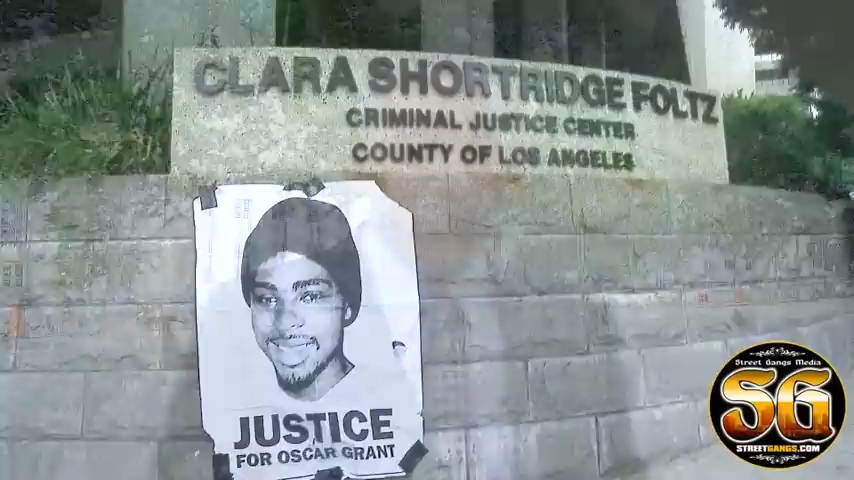 CLARA SHORTRIDGE FOLTZ
CRIMINAL JUSTICE CENTER
COUNTY OF LOS ANGELES
JUSTICE
FOR OSCAR GRANT
Street Gangs Media
SG
STREETGANGS.COM